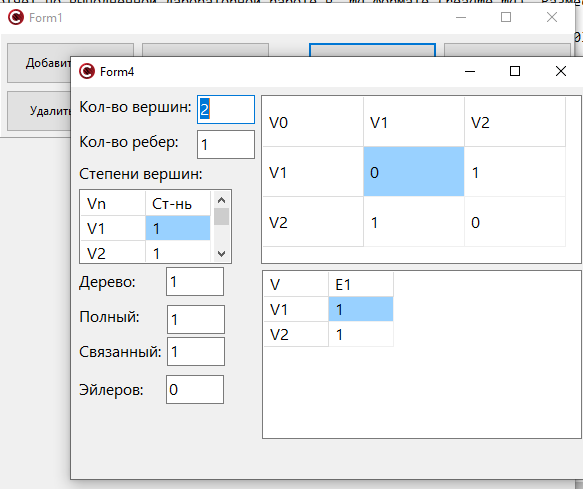 Form1
Добавит
Удалить
Form4
Кол-во вершин: 2
Кол-во ребер: 1
Степени вершин:
Vn Ст-нь
V1 1
V2 1
Дерево: 1
Полный: 1
Связанный: 1
Эйлеров: 0
V0 V1 V2
V1 0 1
V2 1 0
V E1
V1 1
V2 1